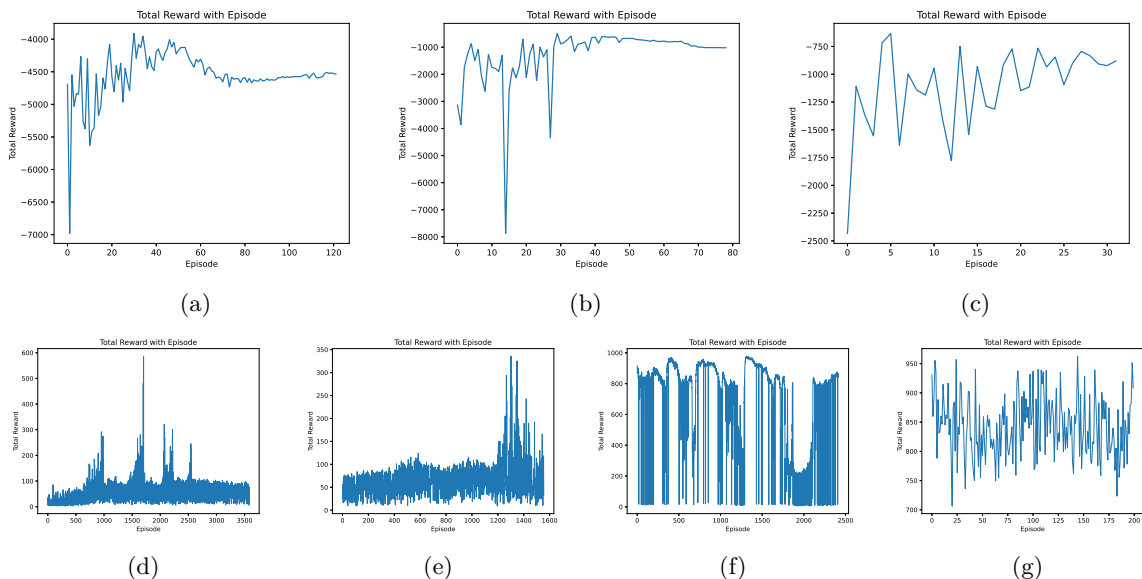 Total Reward with Episode
Total Reward
−4000
−4500
−5000
−5500
−6000
−6500
−7000
0 20 40 60 80 100 120
Episode
(a)
Total Reward with Episode
Total Reward
−1000
−2000
−3000
−4000
−5000
−6000
−7000
−8000
0 10 20 30 40 50 60 70 80
Episode
(b)
Total Reward with Episode
Total Reward
−750
−1000
−1250
−1500
−1750
−2000
−2250
−2500
0 5 10 15 20 25 30
Episode
(c)
Total Reward with Episode
Total Reward
600
500
400
300
200
100
0
0 500 1000 1500 2000 2500 3000 3500
Episode
(d)
Total Reward with Episode
Total Reward
350
300
250
200
150
100
50
0
0 200 400 600 800 1000 1200 1400 1600
Episode
(e)
Total Reward with Episode
Total Reward
1000
800
600
400
200
0
0 500 1000 1500 2000 2500
Episode
(f)
Total Reward with Episode
Total Reward
950
900
850
800
750
700
0 25 50 75 100 125 150 175 200
Episode
(g)